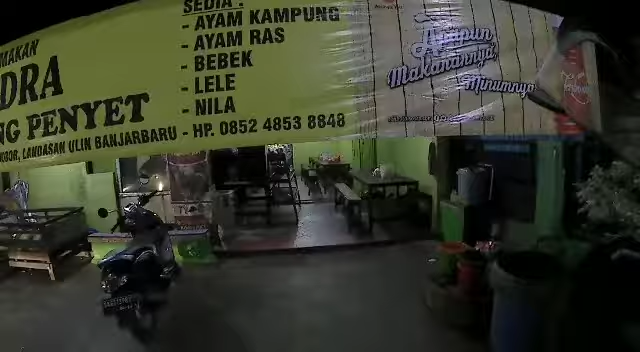 MAKAN
DRA
NG PENYET
LANDASAN ULIN BANJARBARU - HP. 0852 4853 8848
SEDIA :
- AYAM KAMPUNG
- AYAM RAS
- BEBEK
- LELE
- NILA
Apapun
Makanannya,
Minumnya